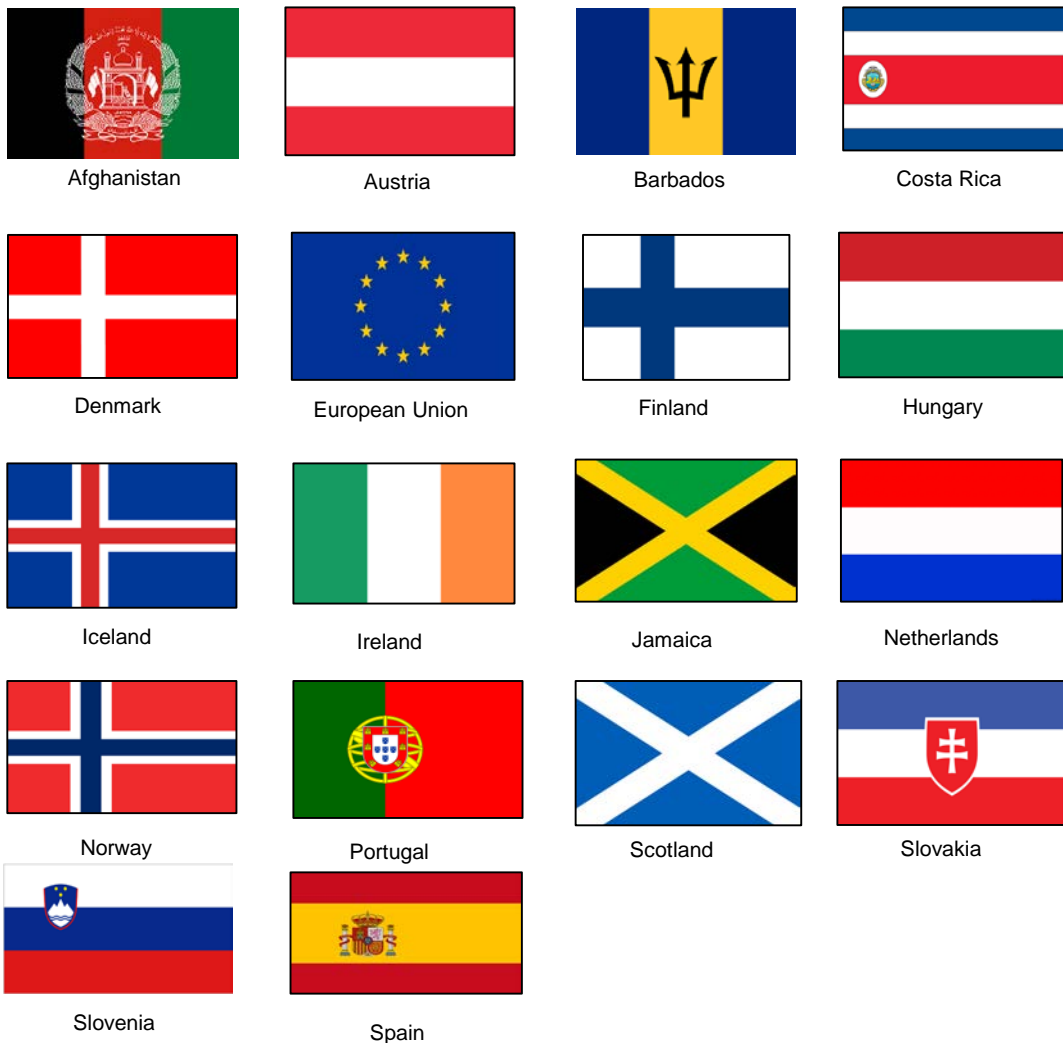 Afghanistan
Austria
Barbados
Costa Rica
Denmark
European Union
Finland
Hungary
Iceland
Ireland
Jamaica
Netherlands
Norway
Portugal
Scotland
Slovakia
Slovenia
Spain